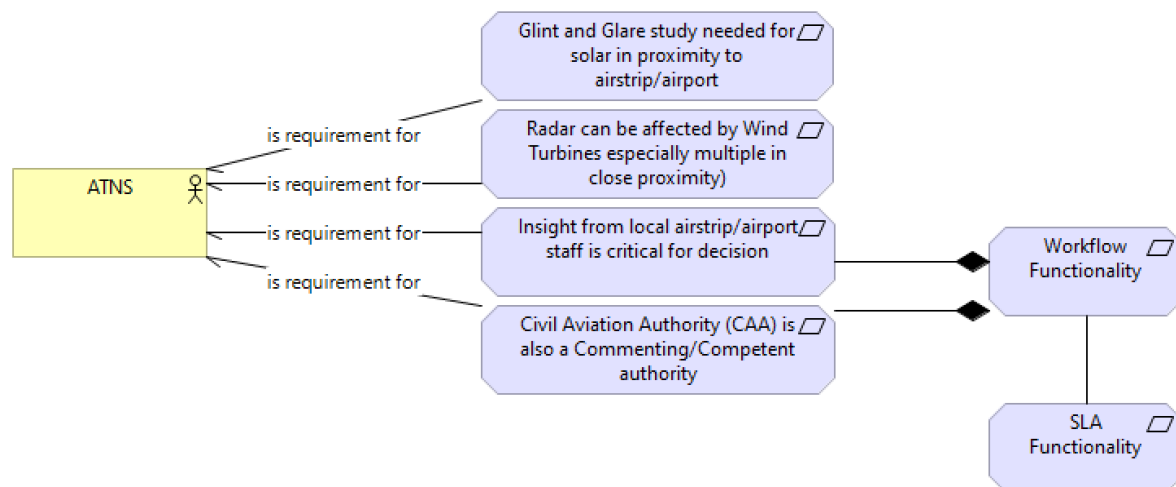 Glint and Glare study needed for
solar in proximity to
airstrip/airport
is requirement for
Radar can be affected by Wind
Turbines especially multiple in
close proximity)
is requirement for
ATNS
Insight from local airstrip/airport
staff is critical for decision
is requirement for
Workflow
Functionality
is requirement for
Civil Aviation Authority (CAA) is
also a Commenting/Competent
authority
SLA
Functionality